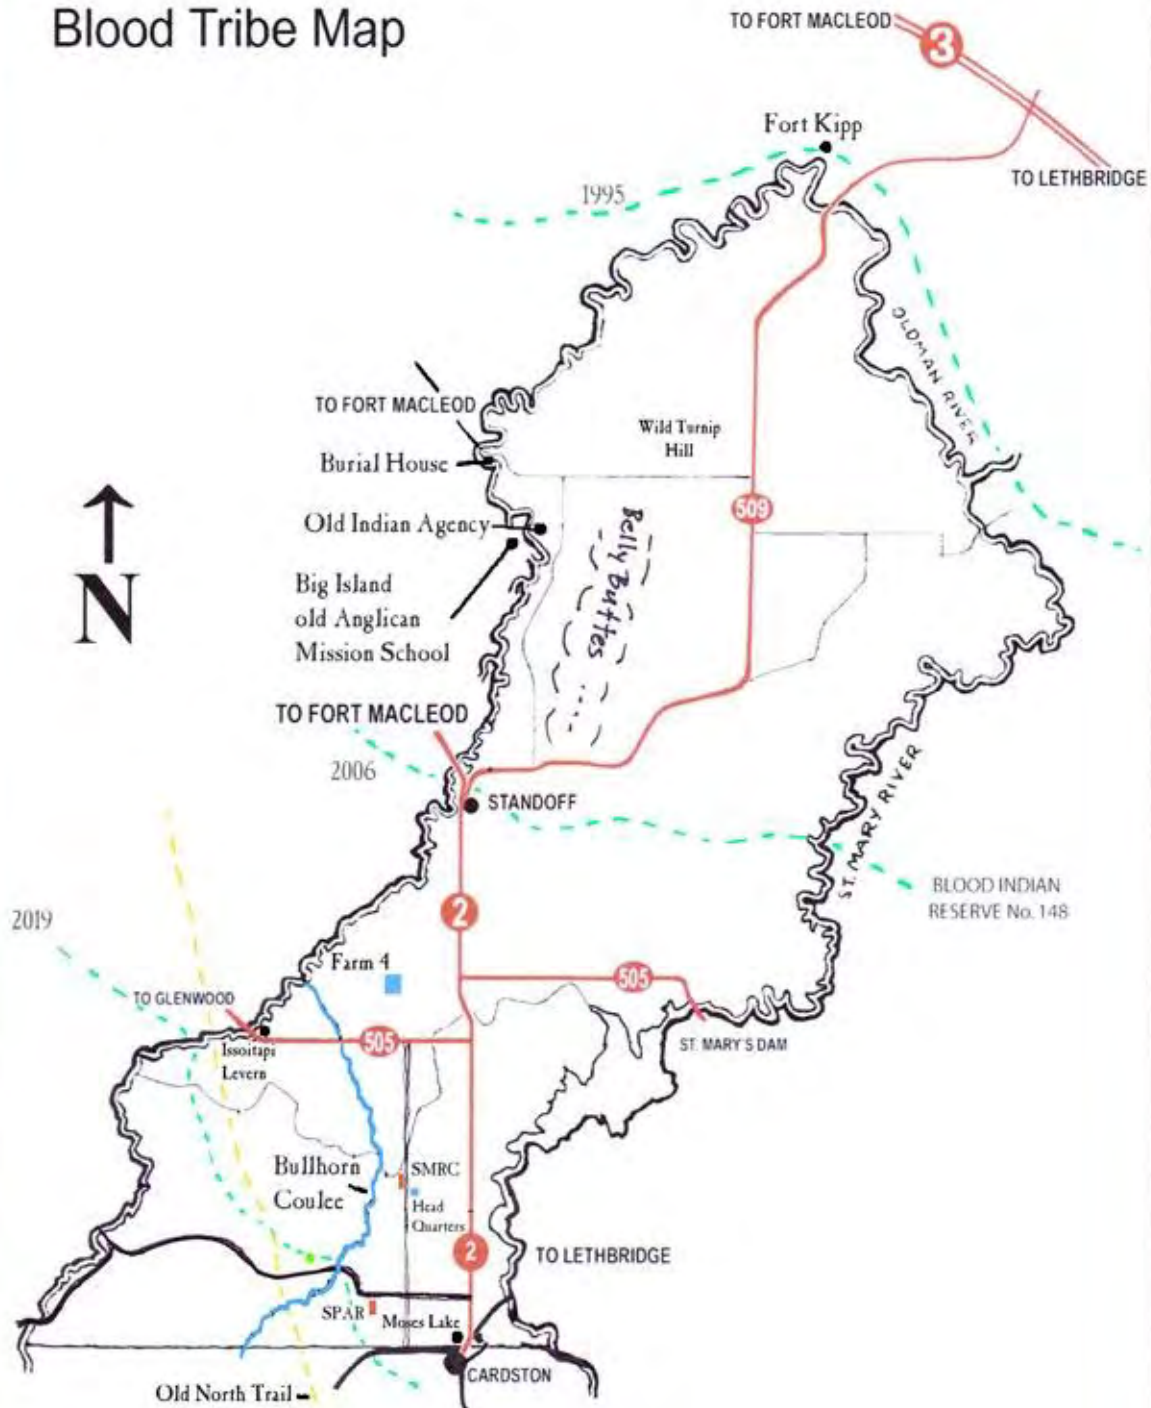 Blood Tribe Map
TO FORT MACLEOD
3
Fort Kipp
TO LETHBRIDGE
1995
OLDMAN RIVER
TO FORT MACLEOD
Wild Turnip
Hill
Burial House
509
Old Indian Agency
Belly Buttes
N
Big Island
old Anglican
Mission School
TO FORT MACLEOD
2006
STANDOFF
ST. MARY RIVER
BLOOD INDIAN
RESERVE No. 148
2
2019
Farm 4
505
TO GLENWOOD
505
ST. MARY'S DAM
Issoitapi
Levern
Bullhorn
Coulee
SMRC
Head
Quarters
2
TO LETHBRIDGE
SPAR
Moses Lake
CARDSTON
Old North Trail